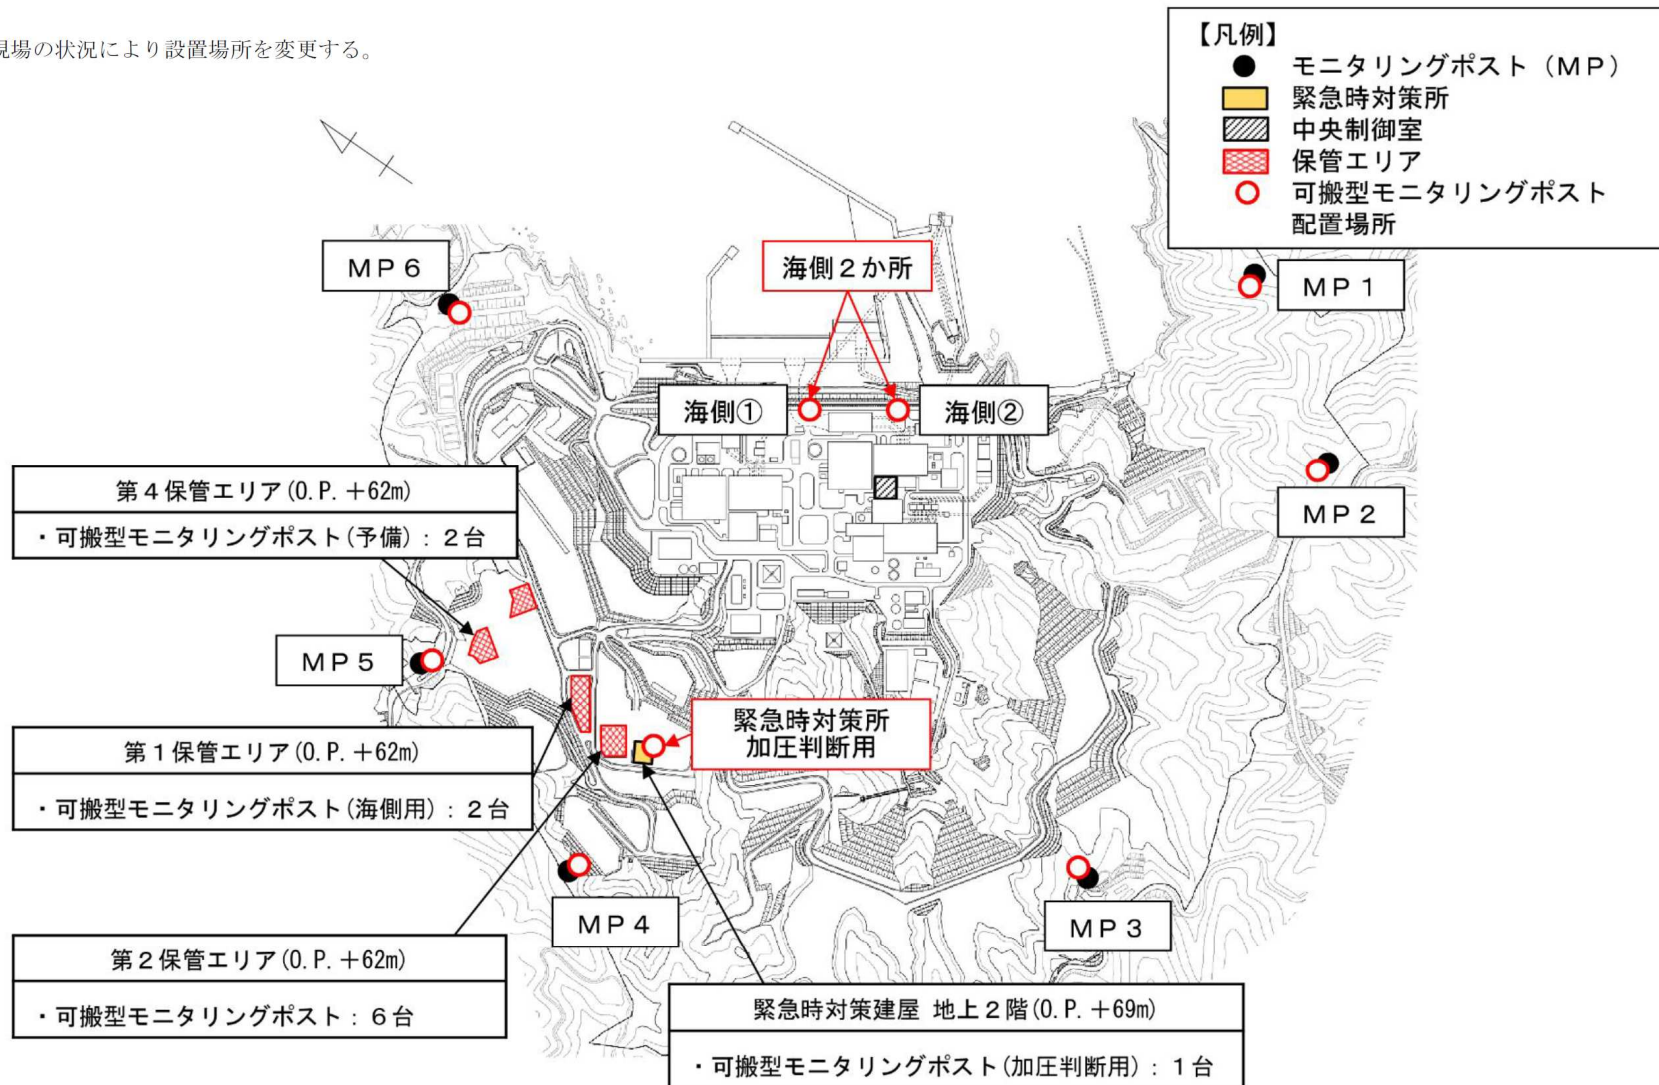 現場の状況により設置場所を変更する。
【凡例】
モニタリングポスト（ＭＰ）
緊急時対策所
中央制御室
保管エリア
可搬型モニタリングポスト
配置場所
ＭＰ６
海側２か所
ＭＰ１
海側①
海側②
第４保管エリア(O.P.＋62m)
・可搬型モニタリングポスト(予備)：２台
ＭＰ２
ＭＰ５
緊急時対策所
加圧判断用
第１保管エリア(O.P.＋62m)
・可搬型モニタリングポスト(海側用)：２台
ＭＰ４
ＭＰ３
第２保管エリア(O.P.＋62m)
・可搬型モニタリングポスト：６台
緊急時対策建屋 地上２階(O.P.＋69m)
・可搬型モニタリングポスト(加圧判断用)：１台